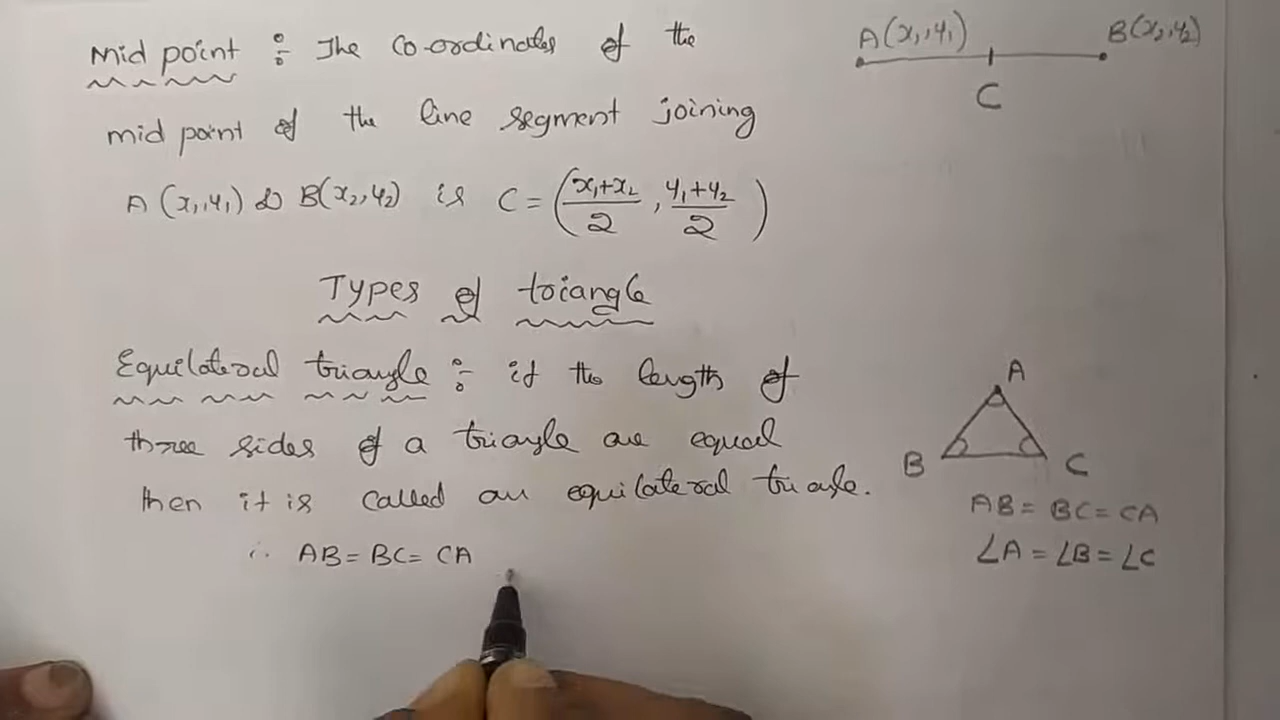 Mid point : The Co-ordinates of the
mid point of the line segment joining
A (x₁,y₁) & B(x₂,y₂) is C = (x₁+x₂/2 , y₁+y₂/2)
A(x₁,y₁) B(x₂,y₂)
C
Types of triangle
Equilateral triangle : if the length of
three sides of a triangle are equal
then it is called an equilateral triangle.
∴ AB = BC = CA
A
B C
AB = BC = CA
∠A = ∠B = ∠C